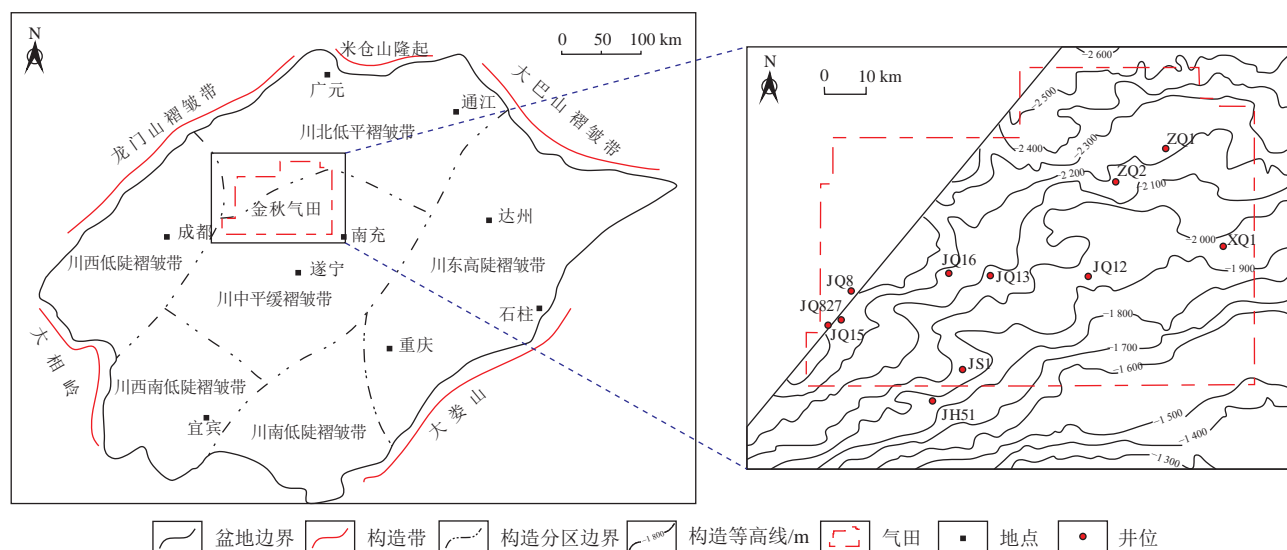 N
米仓山隆起
0 50 100 km
广元
大巴山褶皱带
通江
龙门山褶皱带
川北低平褶皱带
金秋气田
成都
南充
达州
川西低陡褶皱带
遂宁
川东高陡褶皱带
川中平缓褶皱带
石柱
大相岭
重庆
川西南低陡褶皱带
大娄山
宜宾
川南低陡褶皱带
N
0 10 km
-2 600
-2 500
-2 400
-2 300
ZQ1
-2 200
ZQ2
-2 100
-2 000
XQ1
-1 900
JQ16
JQ13
JQ12
JQ8
JQ827
JQ15
-1 800
-1 700
-1 600
JS1
JH51
-1 500
-1 400
-1 300
盆地边界
构造带
构造分区边界
-1 800
构造等高线/m
气田
地点
井位